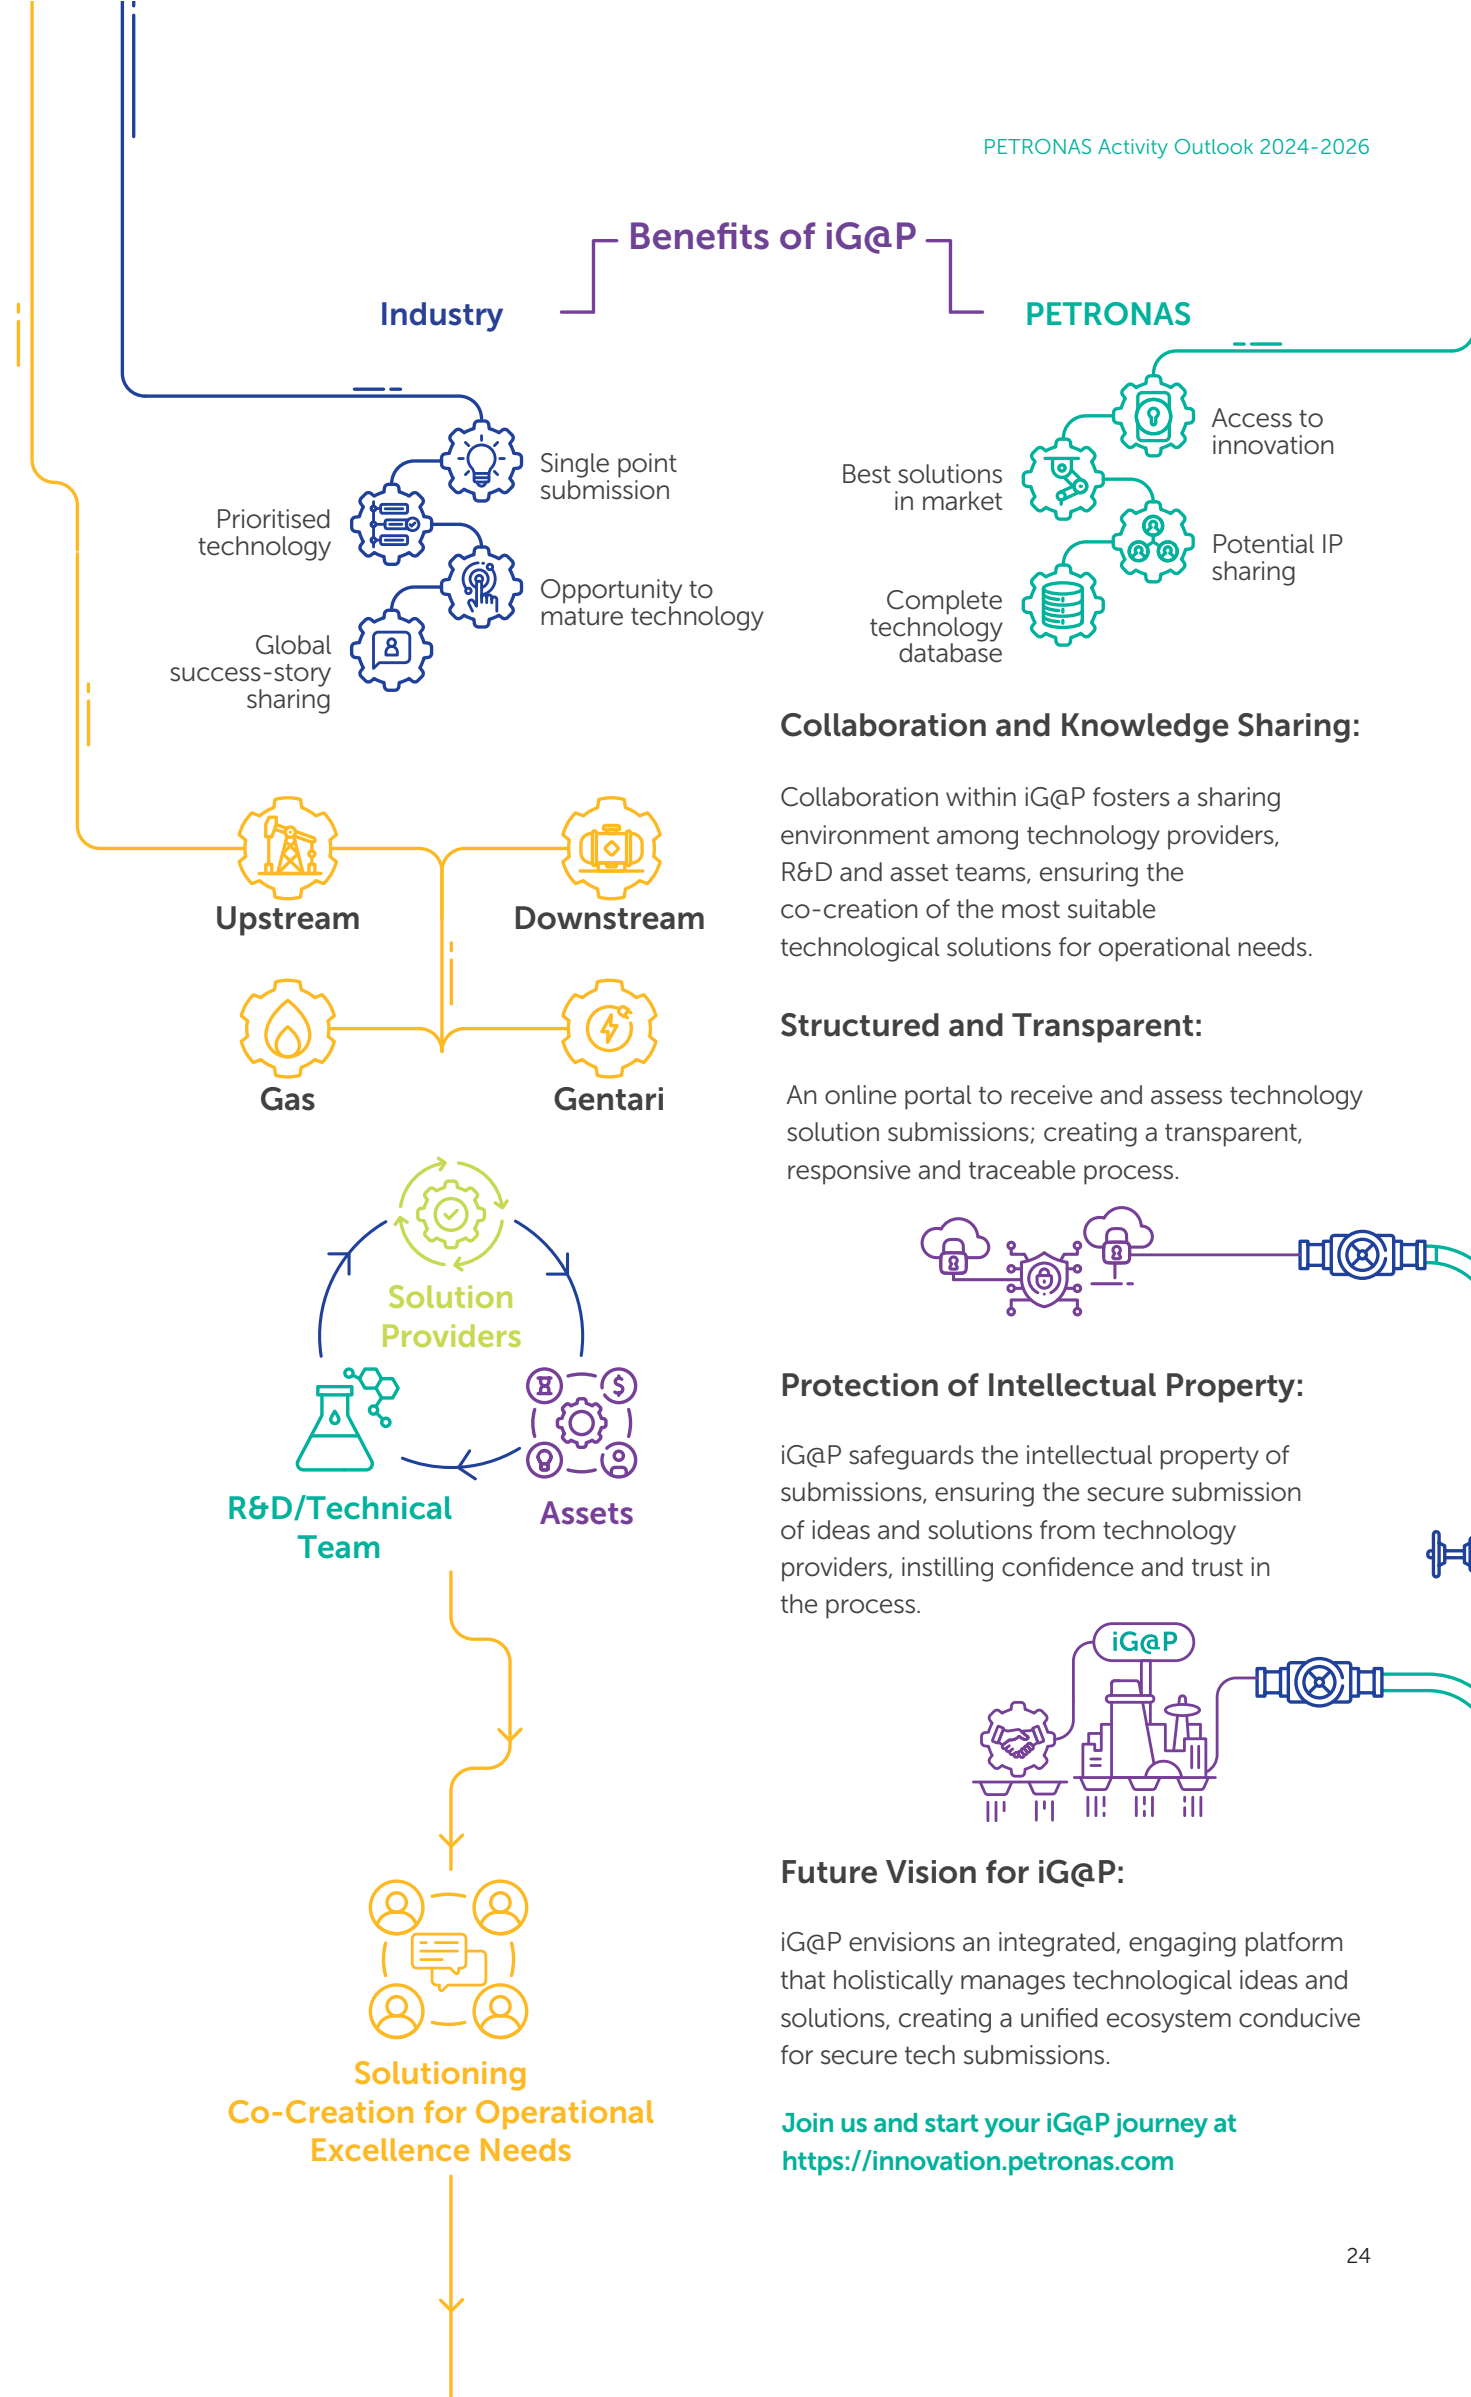 PETRONAS Activity Outlook 2024-2026
Benefits of iG@P
Industry
Single point
submission
Prioritised
technology
Opportunity to
mature technology
Global
success-story
sharing
PETRONAS
Access to
innovation
Best solutions
in market
Potential IP
sharing
Complete
technology
database
Upstream
Downstream
Gas
Gentari
Solution
Providers
R&D/Technical
Team
Assets
$
Solutioning
Co-Creation for Operational
Excellence Needs
Collaboration and Knowledge Sharing:
Collaboration within iG@P fosters a sharing
environment among technology providers,
R&D and asset teams, ensuring the
co-creation of the most suitable
technological solutions for operational needs.
Structured and Transparent:
An online portal to receive and assess technology
solution submissions; creating a transparent,
responsive and traceable process.
Protection of Intellectual Property:
iG@P safeguards the intellectual property of
submissions, ensuring the secure submission
of ideas and solutions from technology
providers, instilling confidence and trust in
the process.
iG@P
Future Vision for iG@P:
iG@P envisions an integrated, engaging platform
that holistically manages technological ideas and
solutions, creating a unified ecosystem conducive
for secure tech submissions.
Join us and start your iG@P journey at
https://innovation.petronas.com
24